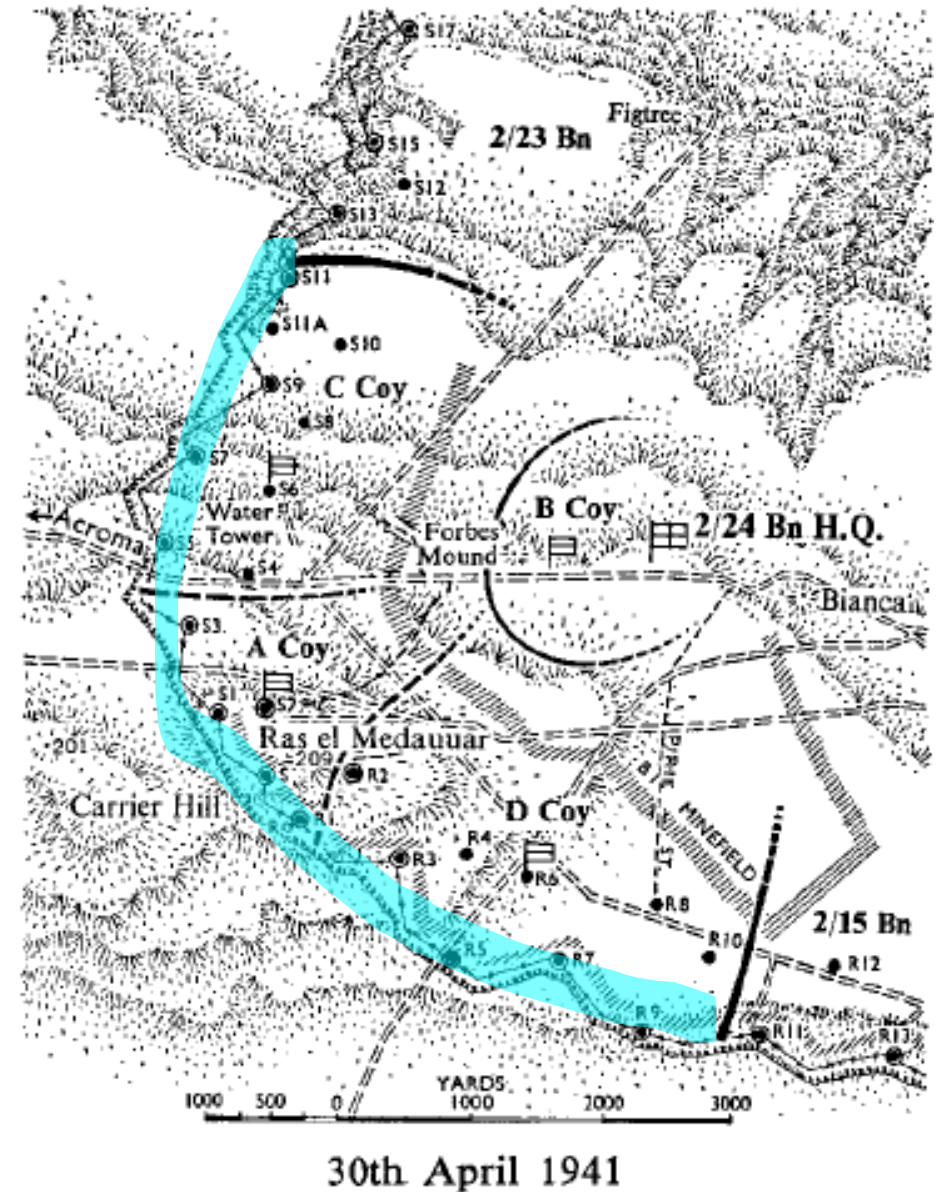 S17
Figtree
2/23 Bn
S15
S12
S13
S11
S11A
S10
S9
C Coy
S8
S7
S6
Water
Tower
B Coy
2/24 Bn H.Q.
Forbes
Mound
Acroma
S4
Bianca
S3
A Coy
S1
S2
PIRIE ST.
Ras el Medauuar
201
209
R2
Carrier Hill
D Coy
B1 MINEFIELD
R4
R3
R6
R8
2/15 Bn
R10
R5
R7
R12
R9
R11
R13
YARDS
1000 500 0 1000 2000 3000
30th April 1941